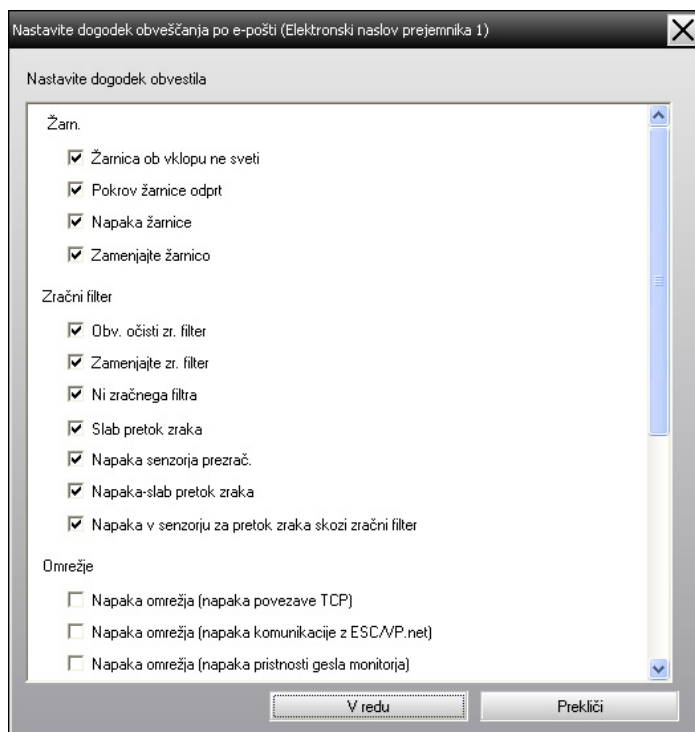 Nastavite dogodek obveščanja po e-pošti (Elektronski naslov prejemnika 1)
Nastavite dogodek obvestila
Žarn.
Žarnica ob vklopu ne sveti
Pokrov žarnice odprt
Napaka žarnice
Zamenjajte žarnico
Zračni filter
Obv. očisti zr. filter
Zamenjajte zr. filter
Ni zračnega filtra
Slab pretok zraka
Napaka senzorja prezrač.
Napaka-slab pretok zraka
Napaka v senzorju za pretok zraka skozi zračni filter
Omrežje
Napaka omrežja (napaka povezave TCP)
Napaka omrežja (napaka komunikacije z ESC/VP.net)
Napaka omrežja (napaka pristnosti gesla monitorja)
V redu
Prekliči